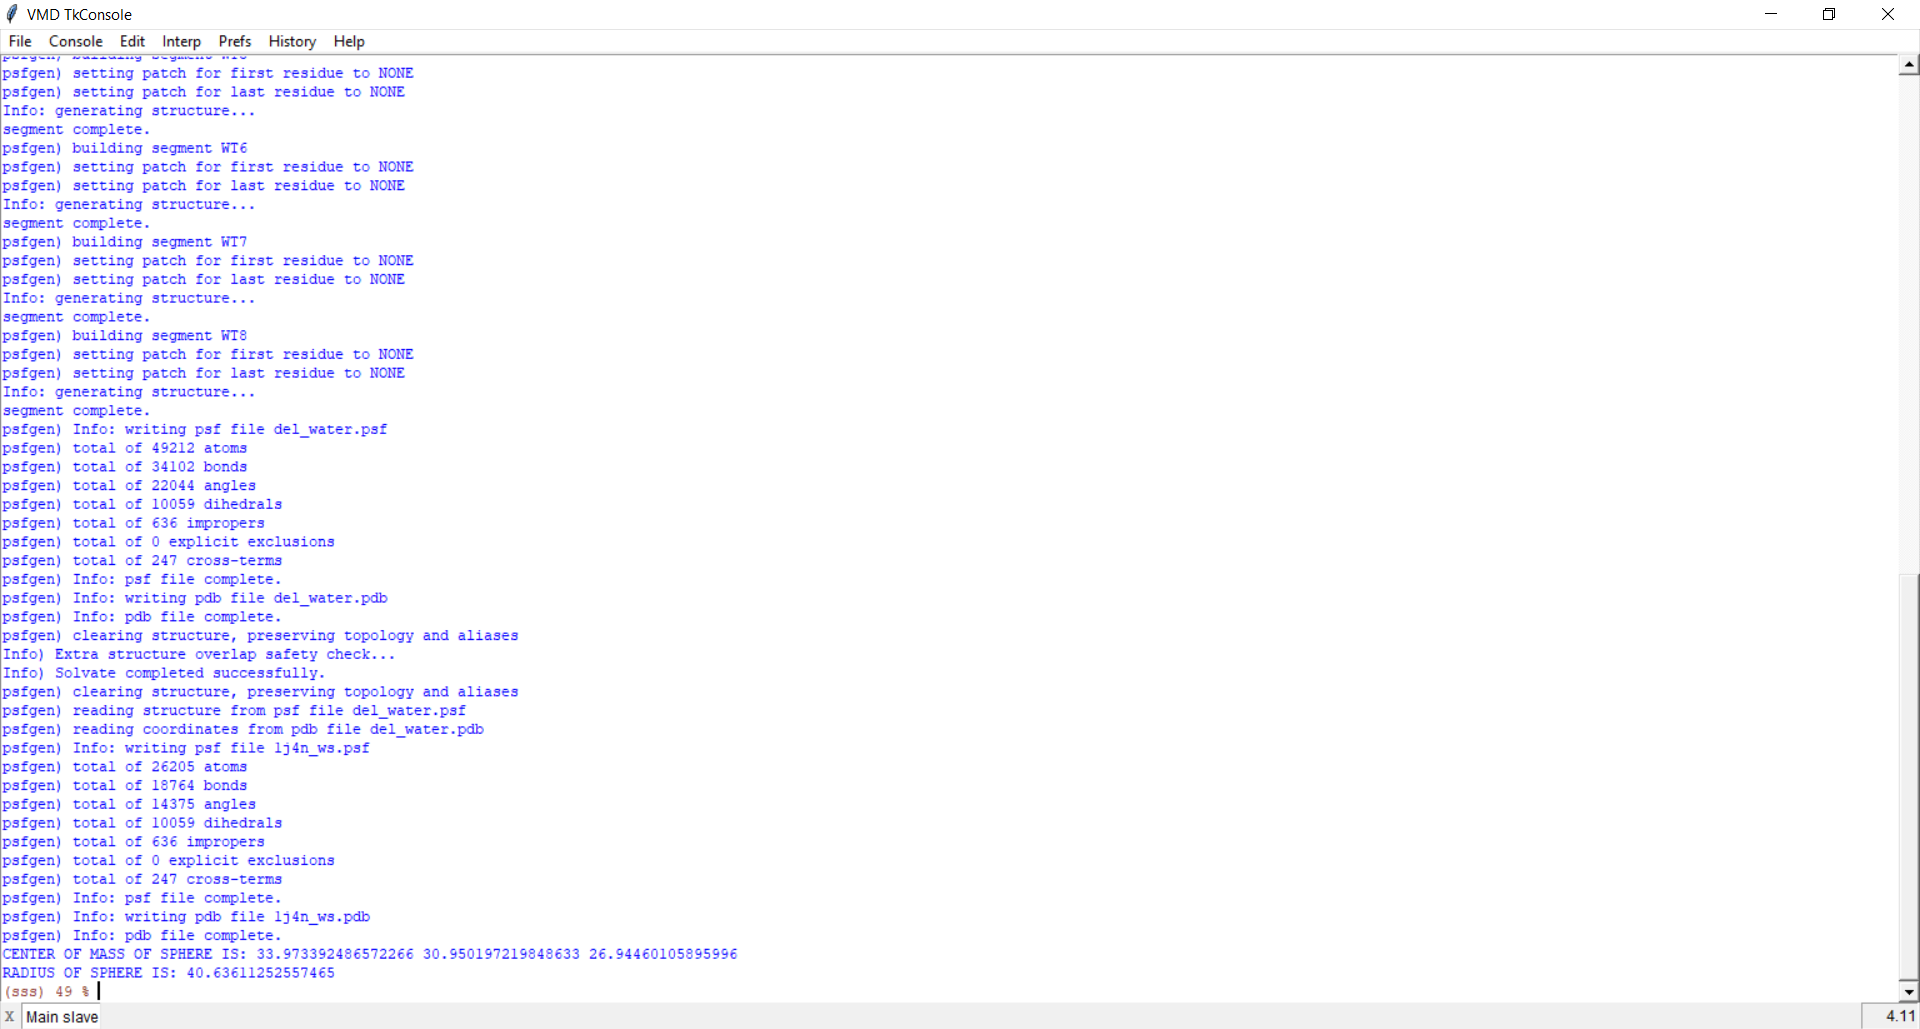 VMD TkConsole
File Console Edit Interp Prefs History Help
psfgen) setting patch for first residue to NONE
psfgen) setting patch for last residue to NONE
Info: generating structure...
segment complete.
psfgen) building segment WT6
psfgen) setting patch for first residue to NONE
psfgen) setting patch for last residue to NONE
Info: generating structure...
segment complete.
psfgen) building segment WT7
psfgen) setting patch for first residue to NONE
psfgen) setting patch for last residue to NONE
Info: generating structure...
segment complete.
psfgen) building segment WT8
psfgen) setting patch for first residue to NONE
psfgen) setting patch for last residue to NONE
Info: generating structure...
segment complete.
psfgen) Info: writing psf file del_water.psf
psfgen) total of 49212 atoms
psfgen) total of 34102 bonds
psfgen) total of 22044 angles
psfgen) total of 10059 dihedrals
psfgen) total of 636 impropers
psfgen) total of 0 explicit exclusions
psfgen) total of 247 cross-terms
psfgen) Info: psf file complete.
psfgen) Info: writing pdb file del_water.pdb
psfgen) Info: pdb file complete.
psfgen) clearing structure, preserving topology and aliases
Info) Extra structure overlap safety check...
Info) Solvate completed successfully.
psfgen) clearing structure, preserving topology and aliases
psfgen) reading structure from psf file del_water.psf
psfgen) reading coordinates from pdb file del_water.pdb
psfgen) Info: writing psf file 1j4n_ws.psf
psfgen) total of 26205 atoms
psfgen) total of 18764 bonds
psfgen) total of 14375 angles
psfgen) total of 10059 dihedrals
psfgen) total of 636 impropers
psfgen) total of 0 explicit exclusions
psfgen) total of 247 cross-terms
psfgen) Info: psf file complete.
psfgen) Info: writing pdb file 1j4n_ws.pdb
psfgen) Info: pdb file complete.
CENTER OF MASS OF SPHERE IS: 33.973392486572266 30.950197219848633 26.94460105895996
RADIUS OF SPHERE IS: 40.63611252557465
(sss) 49 %
X Main slave 4.11